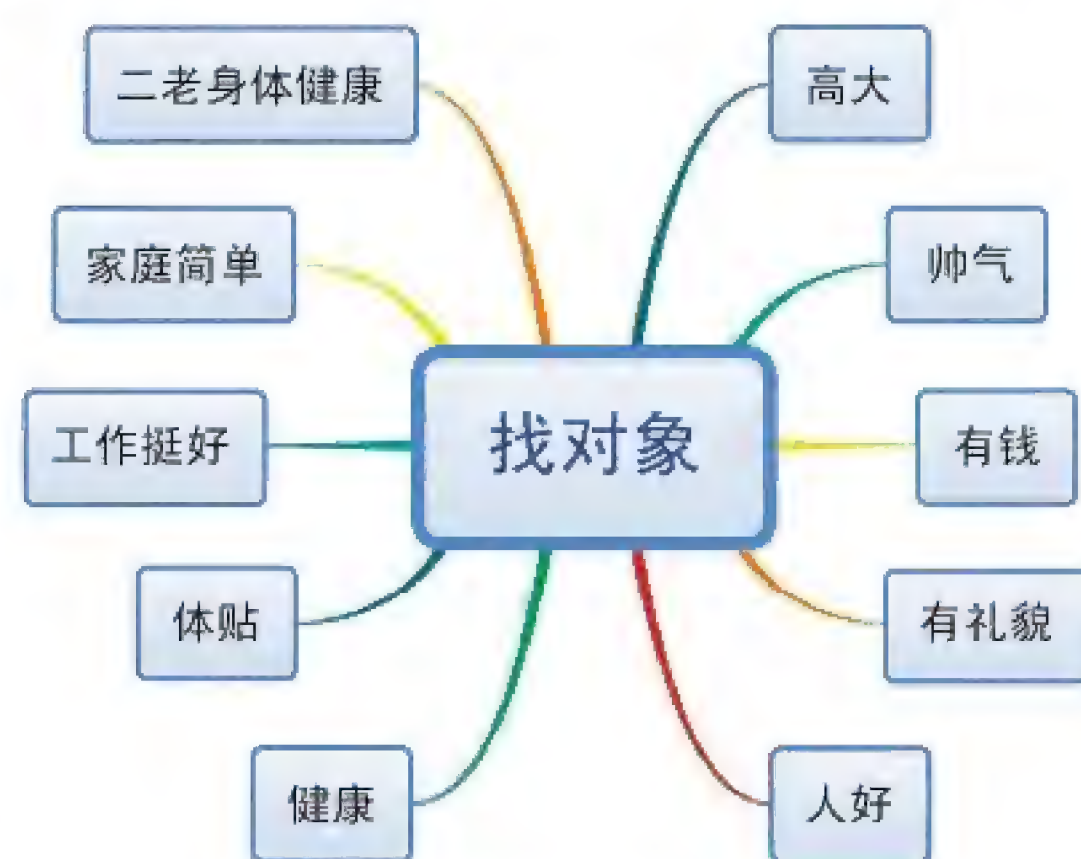 二老身体健康
高大
家庭简单
帅气
工作挺好
找对象
有钱
体贴
有礼貌
健康
人好